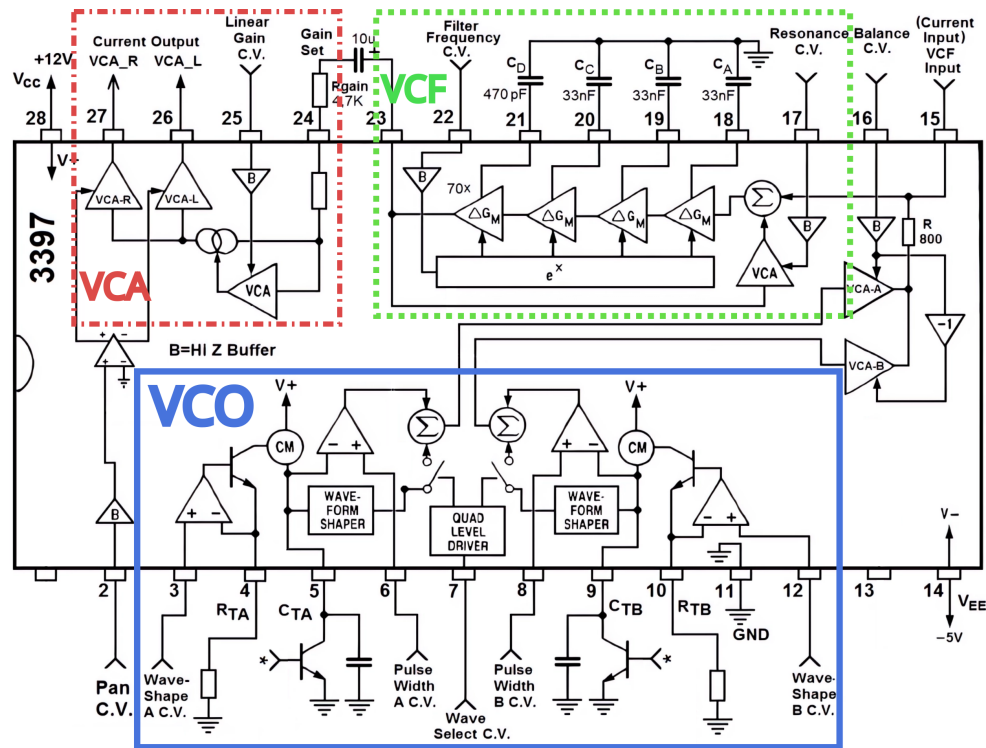 +12V
VCC
Current Output
VCA_R VCA_L
Linear
Gain
C.V.
Gain
Set
10u
+
Rgain
4.7K
Filter
Frequency
C.V.
CD
470 pF
CC
33nF
CB
33nF
CA
33nF
Resonance
C.V.
Balance
C.V.
(Current
Input)
VCF
Input
VCF
28 27 26 25 24 23 22 21 20 19 18 17 16 15
V+
VCA-R
VCA-L
B
VCA
B
70x
ΔGM
ΔGM
ΔGM
ΔGM
Σ
B
B
R
800
3397
VCA
e^x
VCA
VCA-A
-1
+ −
+ −
B=Hi Z Buffer
VCA-B
VCO
V+
V+
CM
− +
Σ
Σ
+ −
CM
WAVE-
FORM
SHAPER
QUAD
LEVEL
DRIVER
WAVE-
FORM
SHAPER
+ −
− +
B
V−
2 3 4 5 6 7 8 9 10 11 12 13 14
RTA
CTA
CTB
RTB
GND
VEE
−5V
*
*
Pan
C.V.
Wave-
Shape
A C.V.
Pulse
Width
A C.V.
Wave
Select C.V.
Pulse
Width
B C.V.
Wave-
Shape
B C.V.